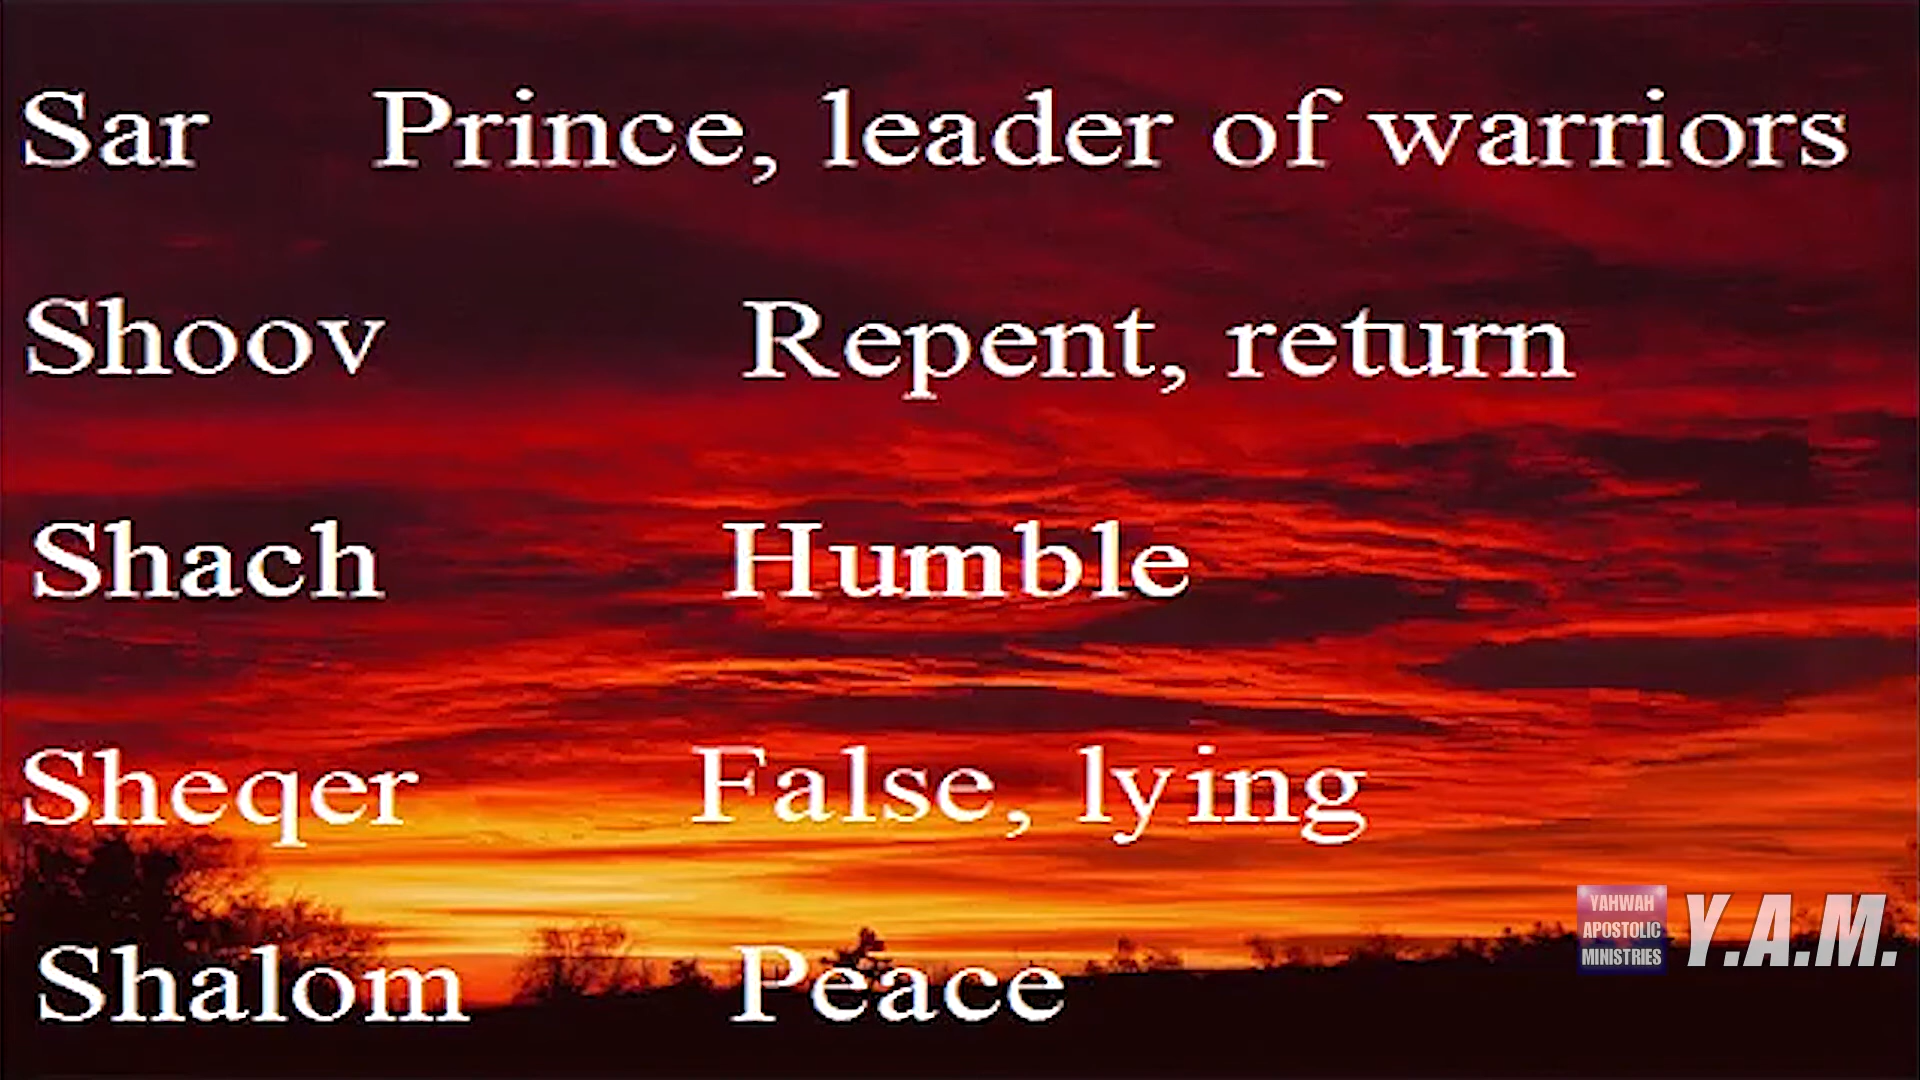 Sar Prince, leader of warriors
Shoov Repent, return
Shach Humble
Sheqer False, lying
Shalom Peace
YAHWAH
APOSTOLIC
MINISTRIES
Y.A.M.